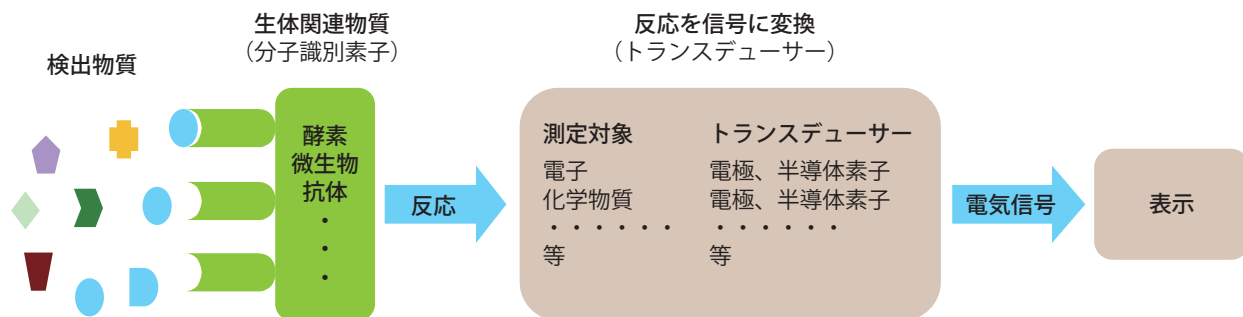 検出物質
生体関連物質
（分子識別素子）
酵素
微生物
抗体
・
・
・
反応
反応を信号に変換
（トランスデューサー）
測定対象 トランスデューサー
電子 電極、半導体素子
化学物質 電極、半導体素子
・・・・・・ ・・・・・・
等 等
電気信号
表示